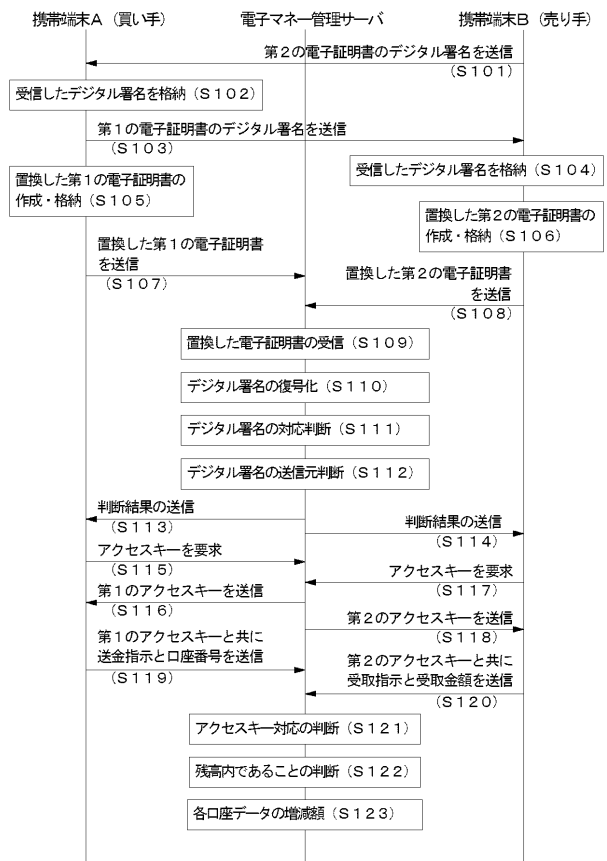 携帯端末A（買い手）
電子マネー管理サーバ
携帯端末B（売り手）
第２の電子証明書のデジタル署名を送信
（Ｓ１０１）
受信したデジタル署名を格納（Ｓ１０２）
第１の電子証明書のデジタル署名を送信
（Ｓ１０３）
受信したデジタル署名を格納（Ｓ１０４）
置換した第１の電子証明書の
作成・格納（Ｓ１０５）
置換した第２の電子証明書の
作成・格納（Ｓ１０６）
置換した第１の電子証明書
を送信
（Ｓ１０７）
置換した第２の電子証明書
を送信
（Ｓ１０８）
置換した電子証明書の受信（Ｓ１０９）
デジタル署名の復号化（Ｓ１１０）
デジタル署名の対応判断（Ｓ１１１）
デジタル署名の送信元判断（Ｓ１１２）
判断結果の送信
（Ｓ１１３）
判断結果の送信
（Ｓ１１４）
アクセスキーを要求
（Ｓ１１５）
アクセスキーを要求
（Ｓ１１７）
第１のアクセスキーを送信
（Ｓ１１６）
第２のアクセスキーを送信
（Ｓ１１８）
第１のアクセスキーと共に
送金指示と口座番号を送信
（Ｓ１１９）
第２のアクセスキーと共に
受取指示と受取金額を送信
（Ｓ１２０）
アクセスキー対応の判断（Ｓ１２１）
残高内であることの判断（Ｓ１２２）
各口座データの増減額（Ｓ１２３）